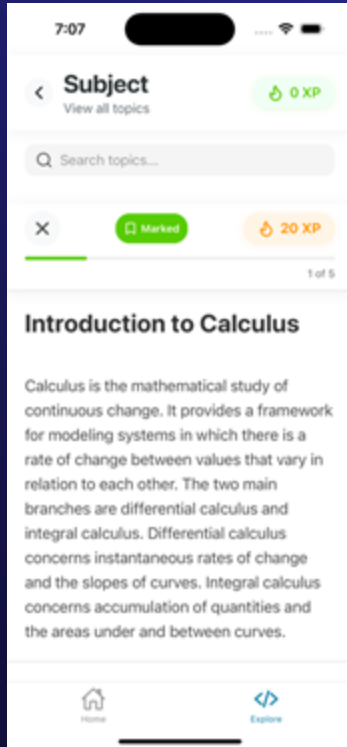 7:07
Subject
View all topics
0 XP
Search topics...
Marked
20 XP
1 of 5
Introduction to Calculus
Calculus is the mathematical study of
continuous change. It provides a framework
for modeling systems in which there is a
rate of change between values that vary in
relation to each other. The two main
branches are differential calculus and
integral calculus. Differential calculus
concerns instantaneous rates of change
and the slopes of curves. Integral calculus
concerns accumulation of quantities and
the areas under and between curves.
Home
Explore